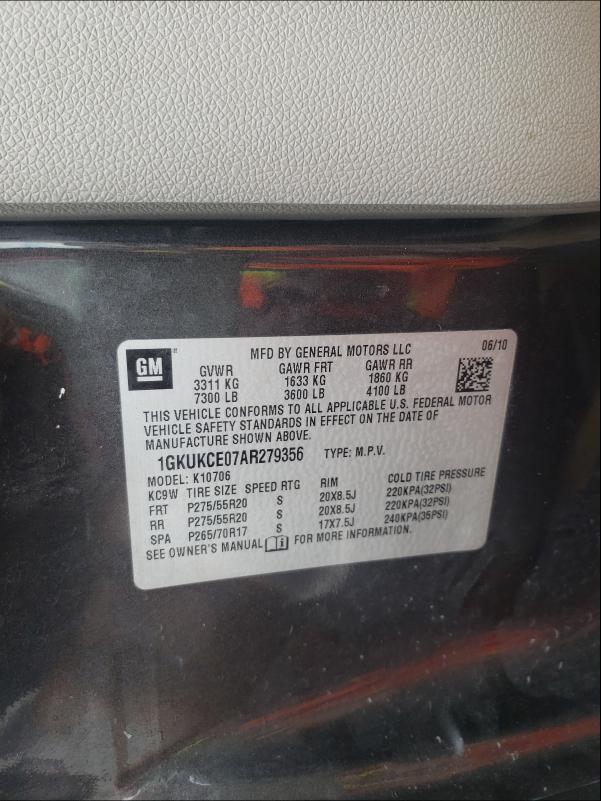 GM
®
MFD BY GENERAL MOTORS LLC 06/10
GVWR GAWR FRT GAWR RR
3311 KG 1633 KG 1860 KG
7300 LB 3600 LB 4100 LB
THIS VEHICLE CONFORMS TO ALL APPLICABLE U.S. FEDERAL MOTOR
VEHICLE SAFETY STANDARDS IN EFFECT ON THE DATE OF
MANUFACTURE SHOWN ABOVE.
1GKUKCE07AR279356 TYPE: M.P.V.
MODEL: K10706
KC9W TIRE SIZE SPEED RTG RIM COLD TIRE PRESSURE
FRT P275/55R20 S 20X8.5J 220KPA(32PSI)
RR P275/55R20 S 20X8.5J 220KPA(32PSI)
SPA P265/70R17 S 17X7.5J 240KPA(35PSI)
SEE OWNER'S MANUAL FOR MORE INFORMATION.